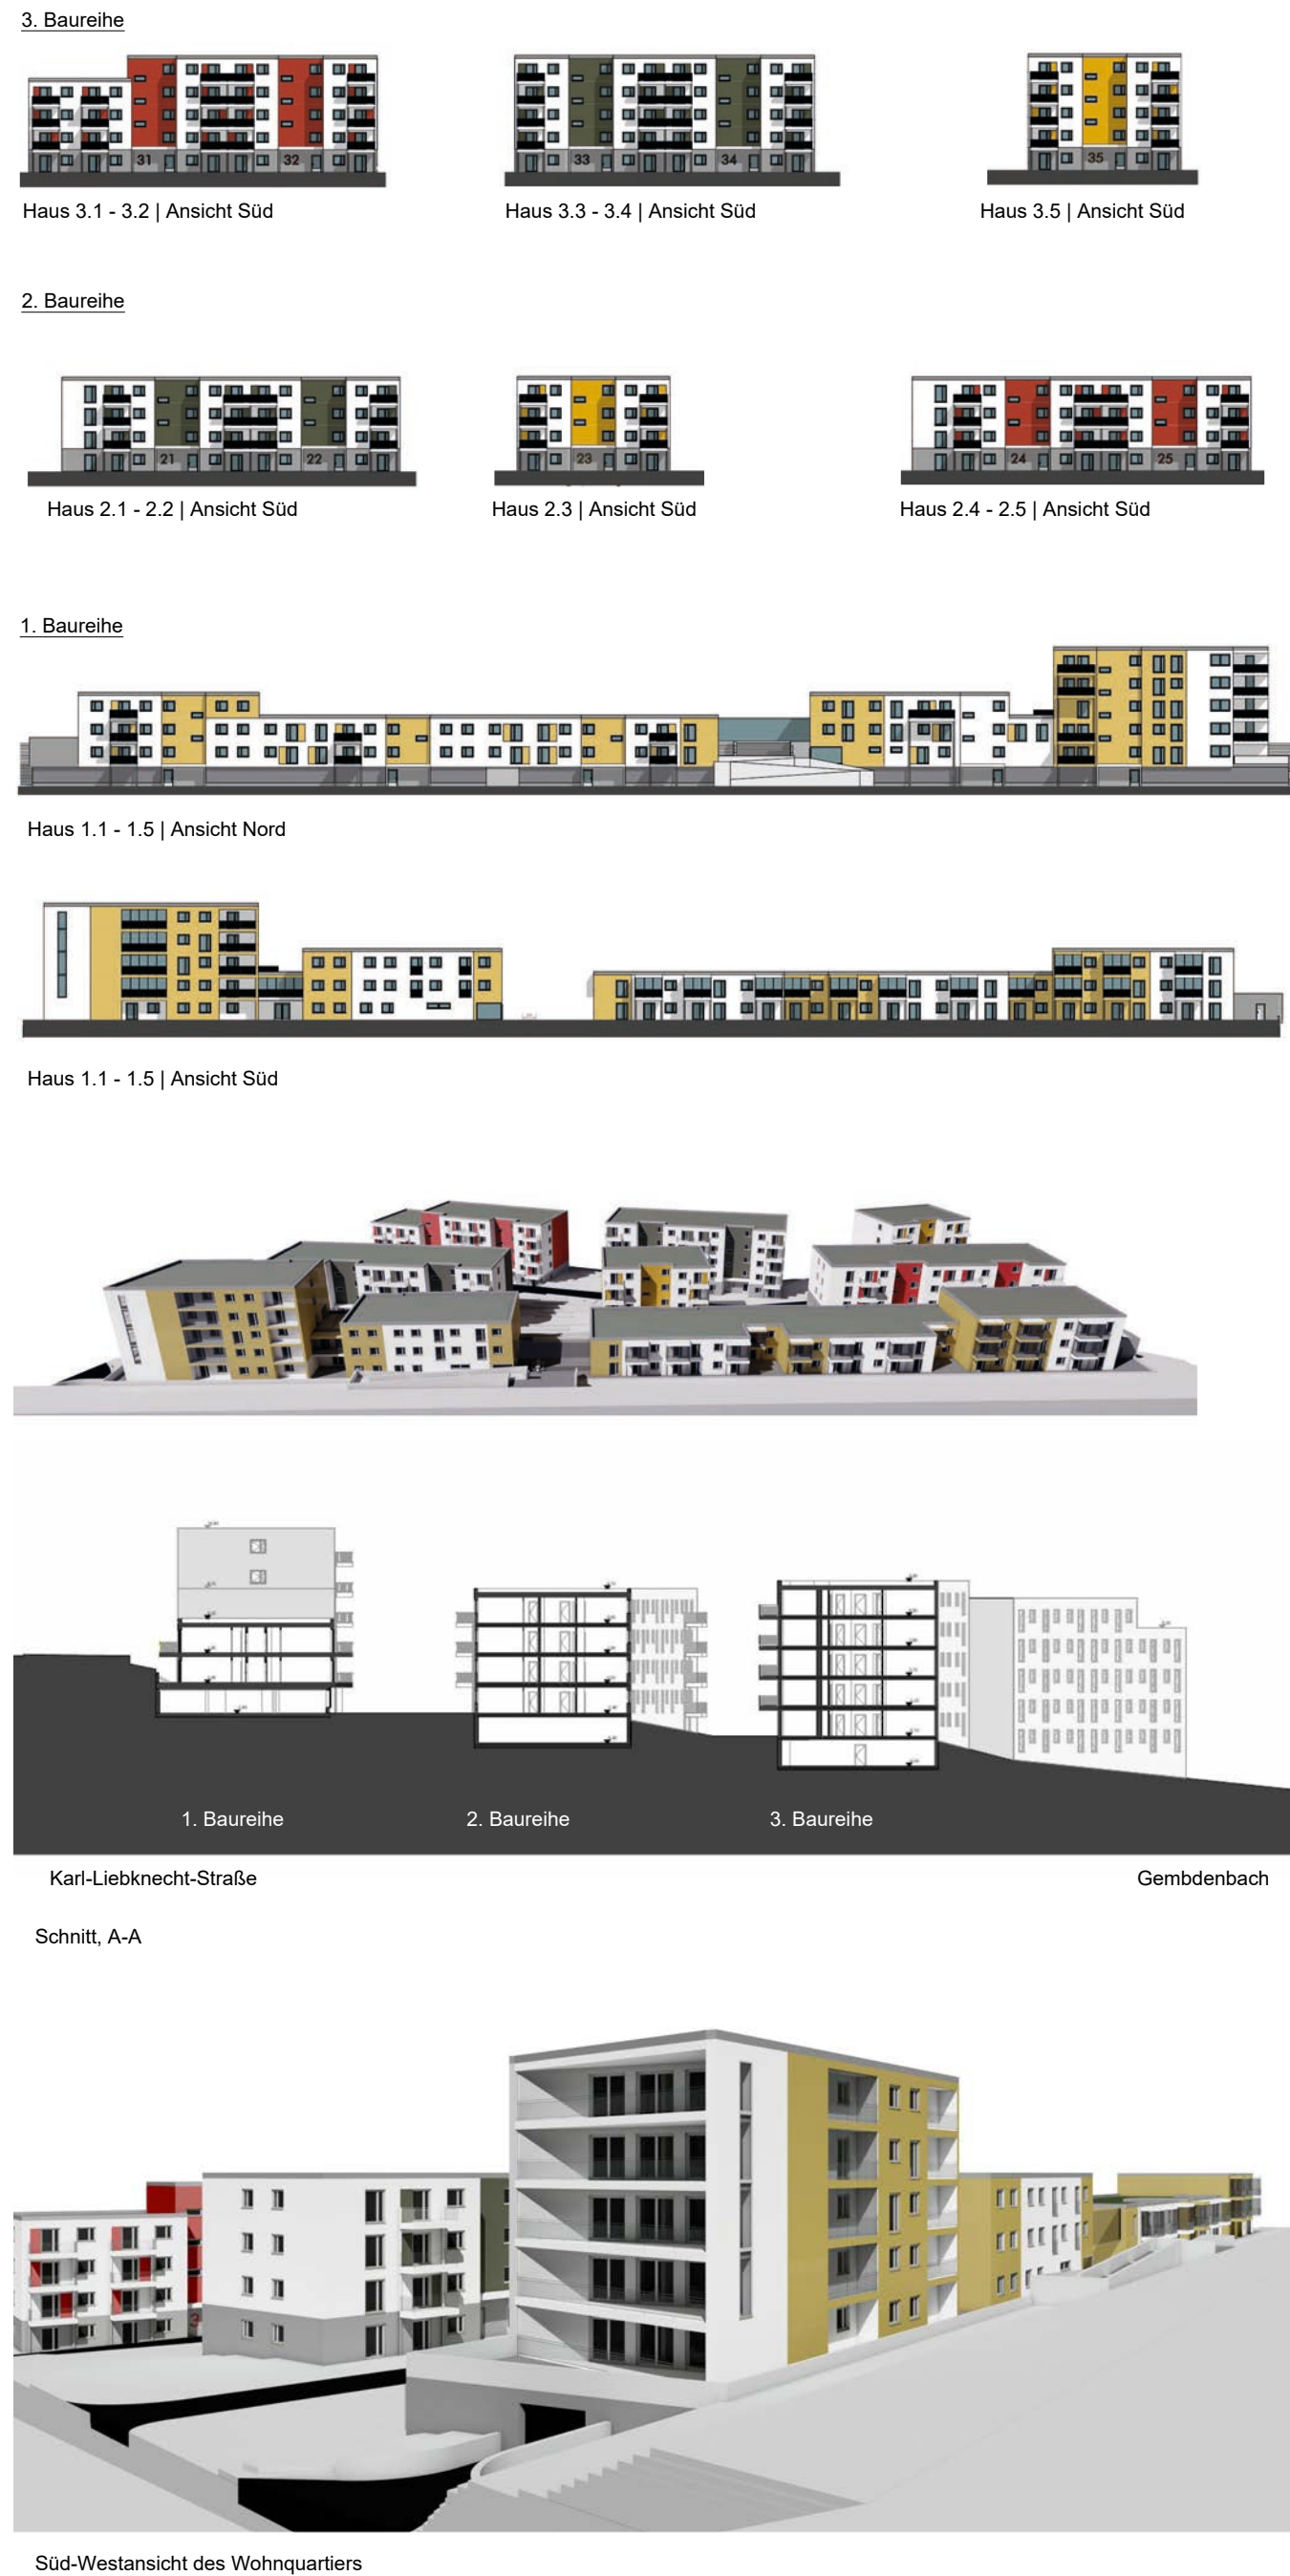 3. Baureihe
31 32
33 34
35
Haus 3.1 - 3.2 | Ansicht Süd
Haus 3.3 - 3.4 | Ansicht Süd
Haus 3.5 | Ansicht Süd
2. Baureihe
21 22
23
24 25
Haus 2.1 - 2.2 | Ansicht Süd
Haus 2.3 | Ansicht Süd
Haus 2.4 - 2.5 | Ansicht Süd
1. Baureihe
Haus 1.1 - 1.5 | Ansicht Nord
Haus 1.1 - 1.5 | Ansicht Süd
1. Baureihe
2. Baureihe
3. Baureihe
Karl-Liebknecht-Straße
Gembdenbach
Schnitt, A-A
3
Süd-Westansicht des Wohnquartiers